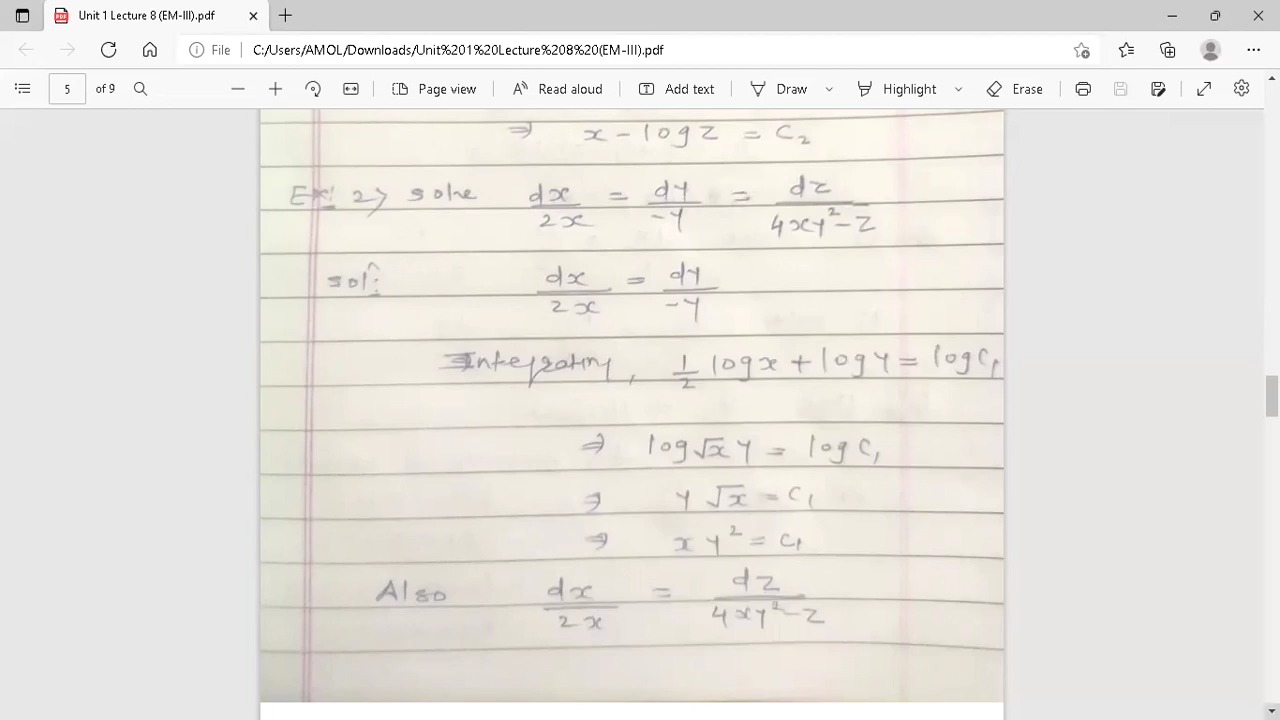 Unit 1 Lecture 8 (EM-III).pdf
File C:/Users/AMOL/Downloads/Unit%201%20Lecture%208%20(EM-III).pdf
5 of 9 Page view Read aloud Add text Draw Highlight Erase
⇒ x - log z = C₂
Ex! 2> solve dx/2x = dy/-y = dz/4xy²-z
solⁿ: dx/2x = dy/-y
Integrating, 1/2 log x + log y = log C₁
⇒ log √x y = log C₁
⇒ y √x = C₁
⇒ x y² = C₁
Also dx/2x = dz/4xy²-z